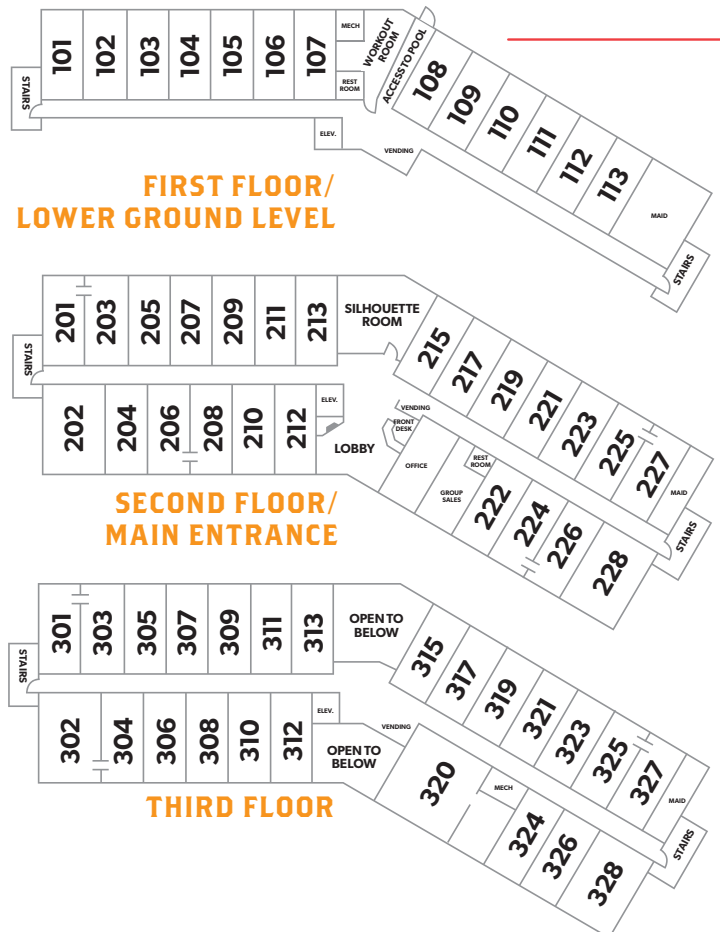 101
102
103
104
105
106
107
MECH
REST
ROOM
WORKOUT
ROOM
ACCESS TO POOL
108
109
110
111
112
113
MAID
STAIRS
STAIRS
ELEV.
VENDING
FIRST FLOOR/
LOWER GROUND LEVEL
201
203
205
207
209
211
213
SILHOUETTE
ROOM
215
217
219
221
223
225
227
MAID
STAIRS
STAIRS
202
204
206
208
210
212
ELEV.
LOBBY
VENDING
FRONT
DESK
OFFICE
GROUP
SALES
REST
ROOM
222
224
226
228
SECOND FLOOR/
MAIN ENTRANCE
301
303
305
307
309
311
313
OPEN TO
BELOW
315
317
319
321
323
325
327
MAID
STAIRS
STAIRS
302
304
306
308
310
312
ELEV.
OPEN TO
BELOW
VENDING
320
MECH
324
326
328
THIRD FLOOR